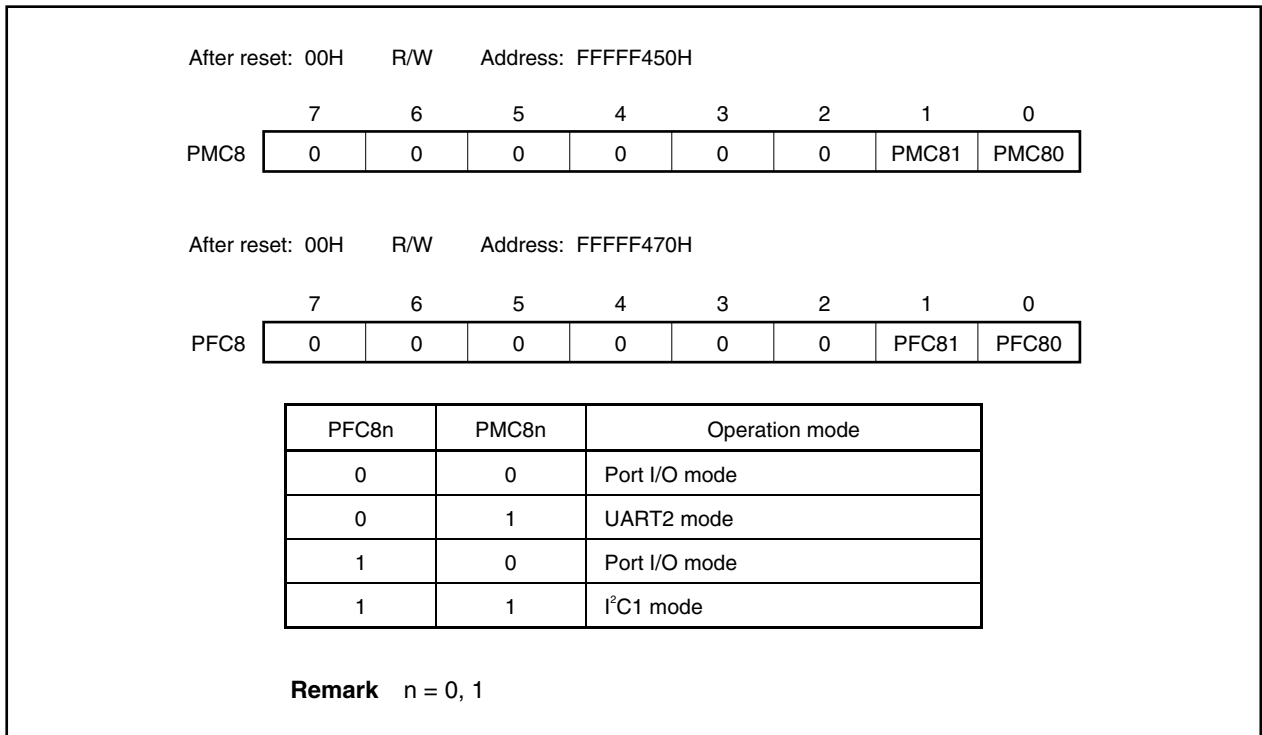 After reset: 00H R/W Address: FFFFF450H
7 6 5 4 3 2 1 0
PMC8 0 0 0 0 0 0 PMC81 PMC80
After reset: 00H R/W Address: FFFFF470H
7 6 5 4 3 2 1 0
PFC8 0 0 0 0 0 0 PFC81 PFC80
PFC8n PMC8n Operation mode
0 0 Port I/O mode
0 1 UART2 mode
1 0 Port I/O mode
1 1 I²C1 mode
Remark n = 0, 1